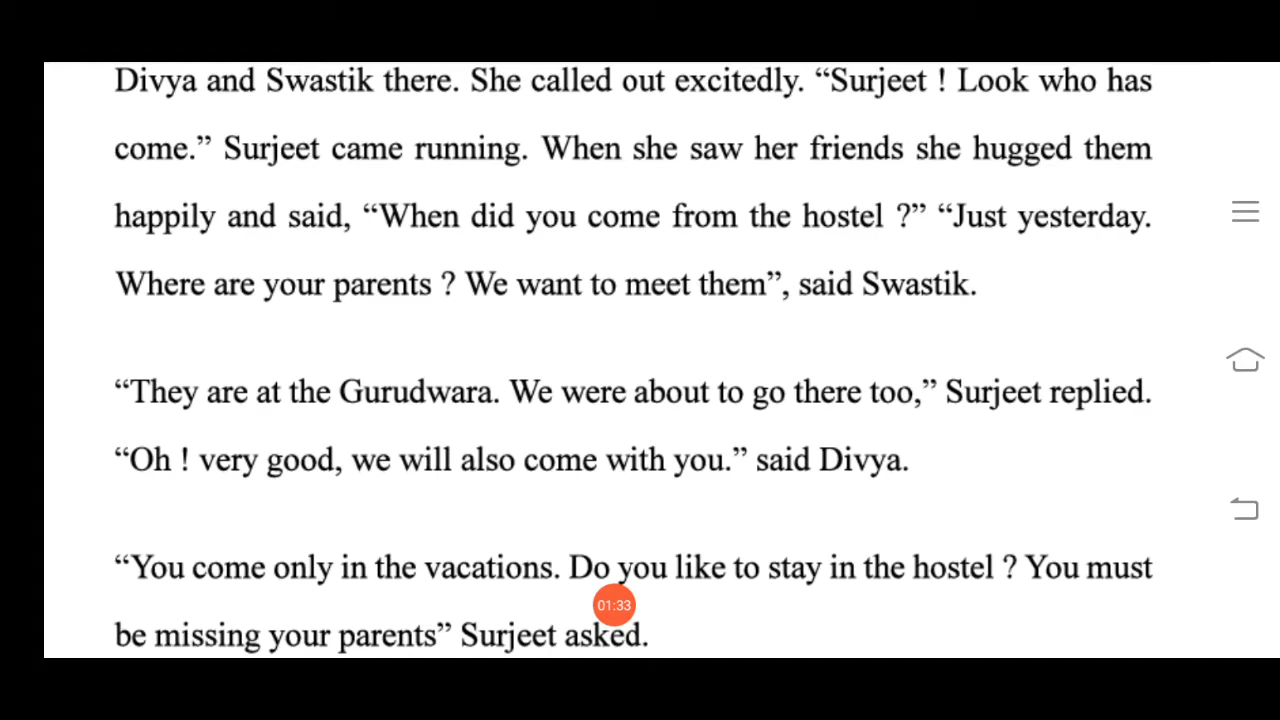 Divya and Swastik there. She called out excitedly. “Surjeet ! Look who has
come.” Surjeet came running. When she saw her friends she hugged them
happily and said, “When did you come from the hostel ?” “Just yesterday.
Where are your parents ? We want to meet them”, said Swastik.
“They are at the Gurudwara. We were about to go there too,” Surjeet replied.
“Oh ! very good, we will also come with you.” said Divya.
“You come only in the vacations. Do you like to stay in the hostel ? You must
01:33
be missing your parents” Surjeet asked.